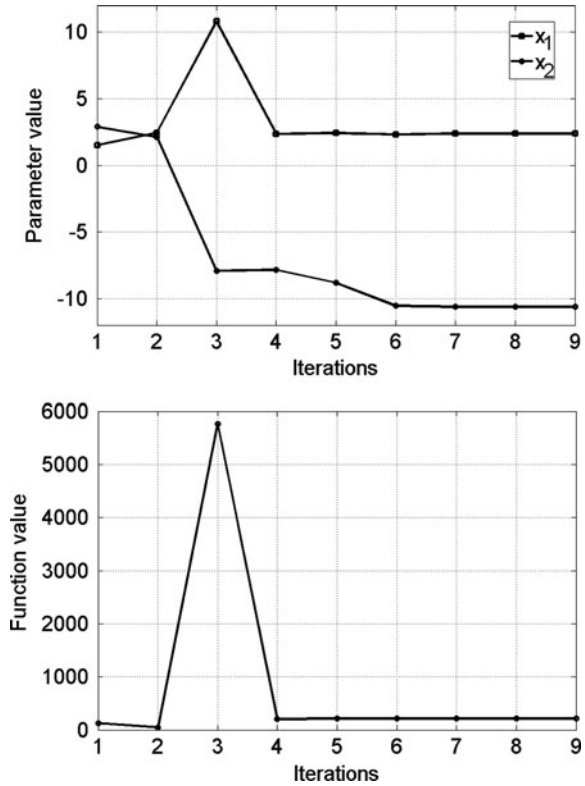 10
5
0
-5
-10
Parameter value
x1
x2
1 2 3 4 5 6 7 8 9
Iterations
6000
5000
4000
3000
2000
1000
0
Function value
1 2 3 4 5 6 7 8 9
Iterations